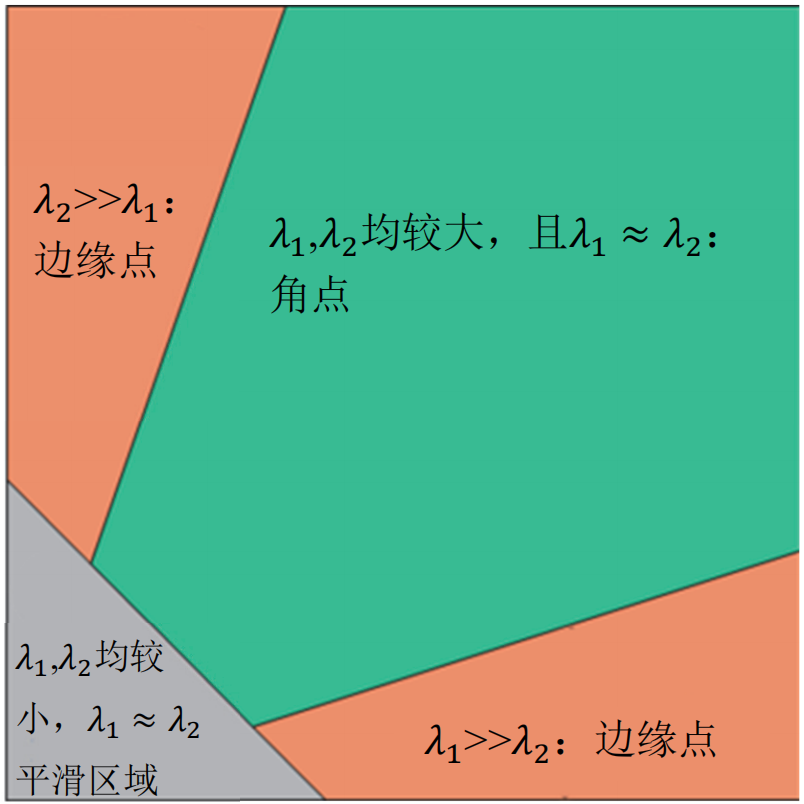 λ₂>>λ₁：
边缘点
λ₁,λ₂均较大，且λ₁ ≈ λ₂：
角点
λ₁,λ₂均较
小，λ₁ ≈ λ₂
平滑区域
λ₁>>λ₂：边缘点